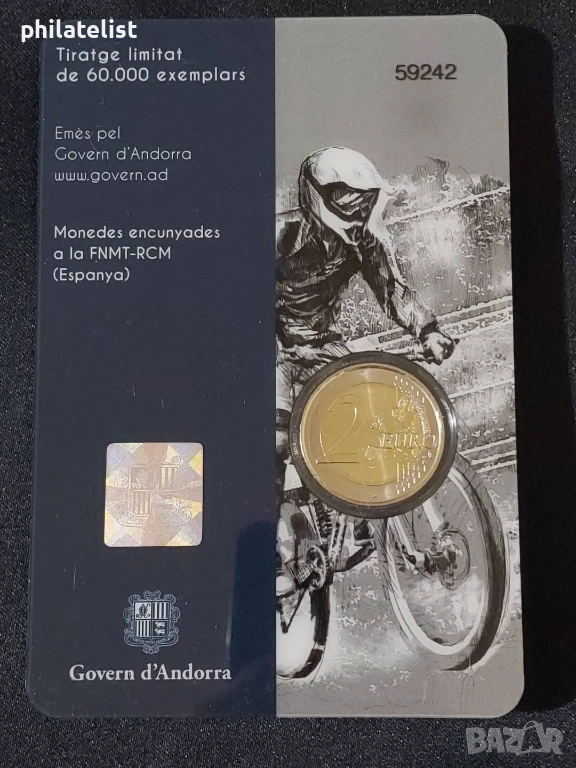 philatelist
Tiratge limitat
de 60.000 exemplars
59242
Emès pel
Govern d'Andorra
www.govern.ad
Monedes encunyades
a la FNMT-RCM
(Espanya)
2 EURO
Govern d'Andorra
BAZAR